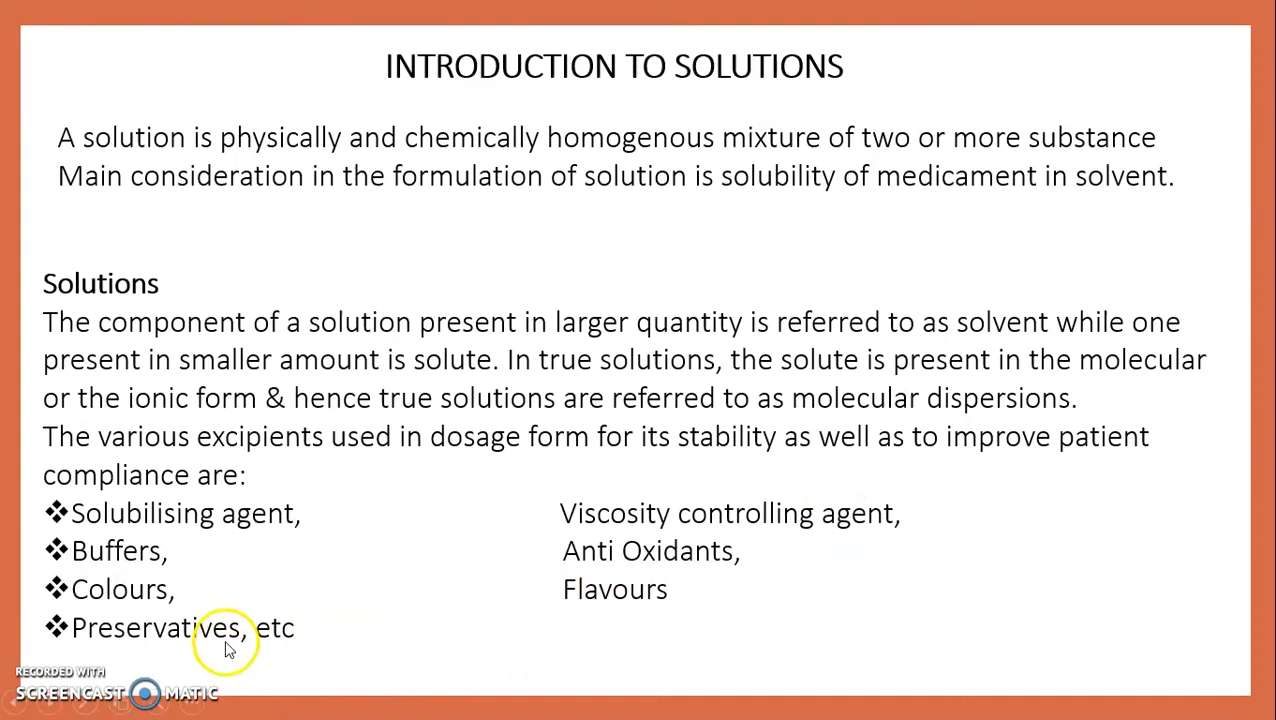 INTRODUCTION TO SOLUTIONS
A solution is physically and chemically homogenous mixture of two or more substance
Main consideration in the formulation of solution is solubility of medicament in solvent.
Solutions
The component of a solution present in larger quantity is referred to as solvent while one
present in smaller amount is solute. In true solutions, the solute is present in the molecular
or the ionic form & hence true solutions are referred to as molecular dispersions.
The various excipients used in dosage form for its stability as well as to improve patient
compliance are:
❖Solubilising agent, Viscosity controlling agent,
❖Buffers, Anti Oxidants,
❖Colours, Flavours
❖Preservatives, etc
RECORDED WITH
SCREENCAST MATIC